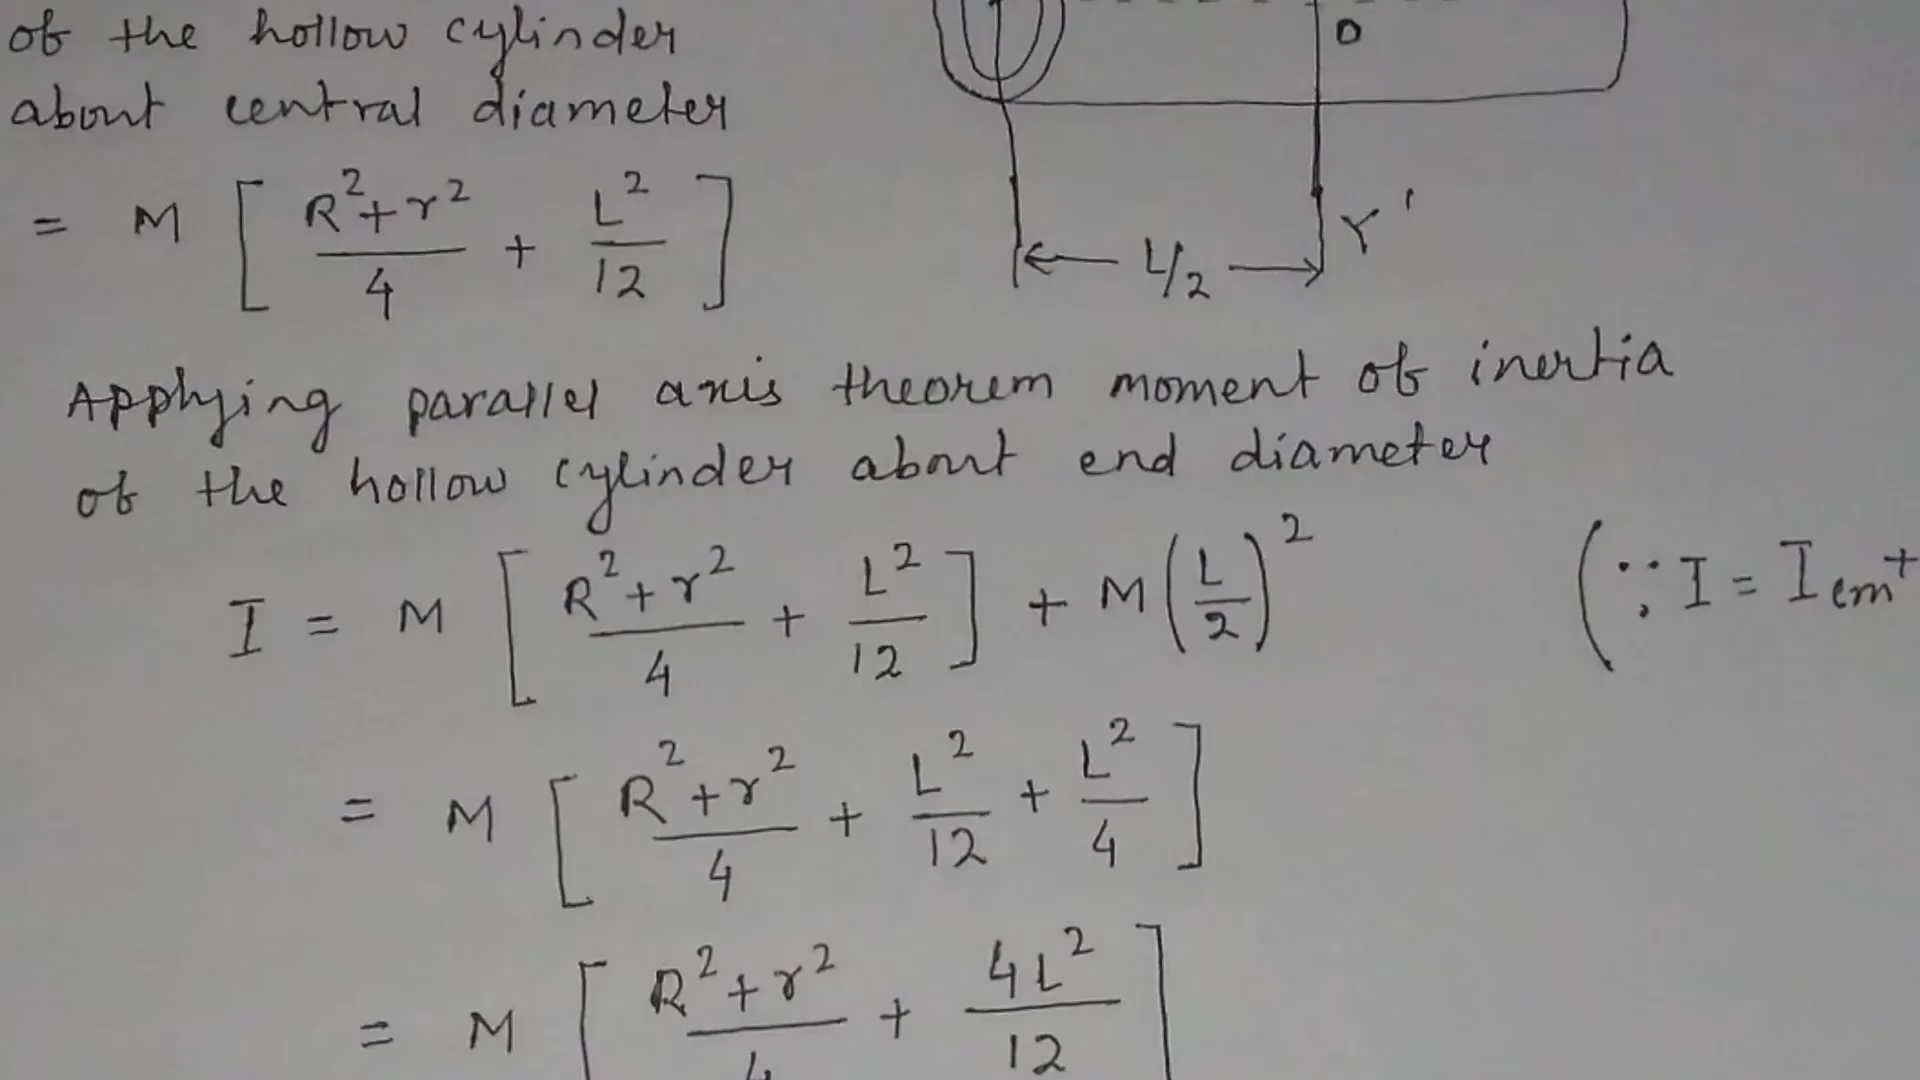 of the hollow cylinder
about central diameter
= M [ (R²+r²)/4 + L²/12 ]
O
Y'
L/2
Applying parallel axis theorem moment of inertia
of the hollow cylinder about end diameter
I = M [ (R²+r²)/4 + L²/12 ] + M (L/2)²
(∵ I = Icm +
= M [ (R²+r²)/4 + L²/12 + L²/4 ]
= M [ (R²+r²)/4 + 4L²/12 ]